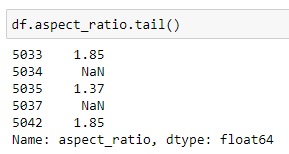 df.aspect_ratio.tail()
5033    1.85
5034     NaN
5035    1.37
5037     NaN
5042    1.85
Name: aspect_ratio, dtype: float64